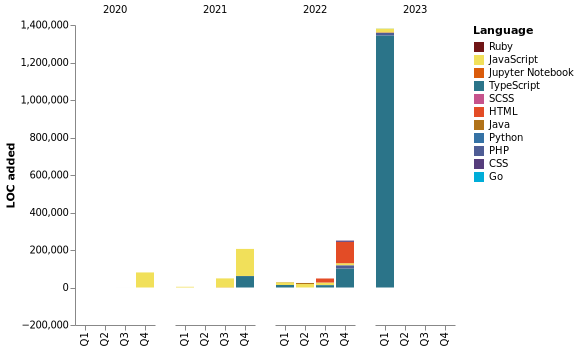 2020 2021 2022 2023
LOC added
1,400,000
1,200,000
1,000,000
800,000
600,000
400,000
200,000
0
−200,000
Q1 Q2 Q3 Q4 Q1 Q2 Q3 Q4 Q1 Q2 Q3 Q4 Q1 Q2 Q3 Q4
Language
Ruby
JavaScript
Jupyter Notebook
TypeScript
SCSS
HTML
Java
Python
PHP
CSS
Go